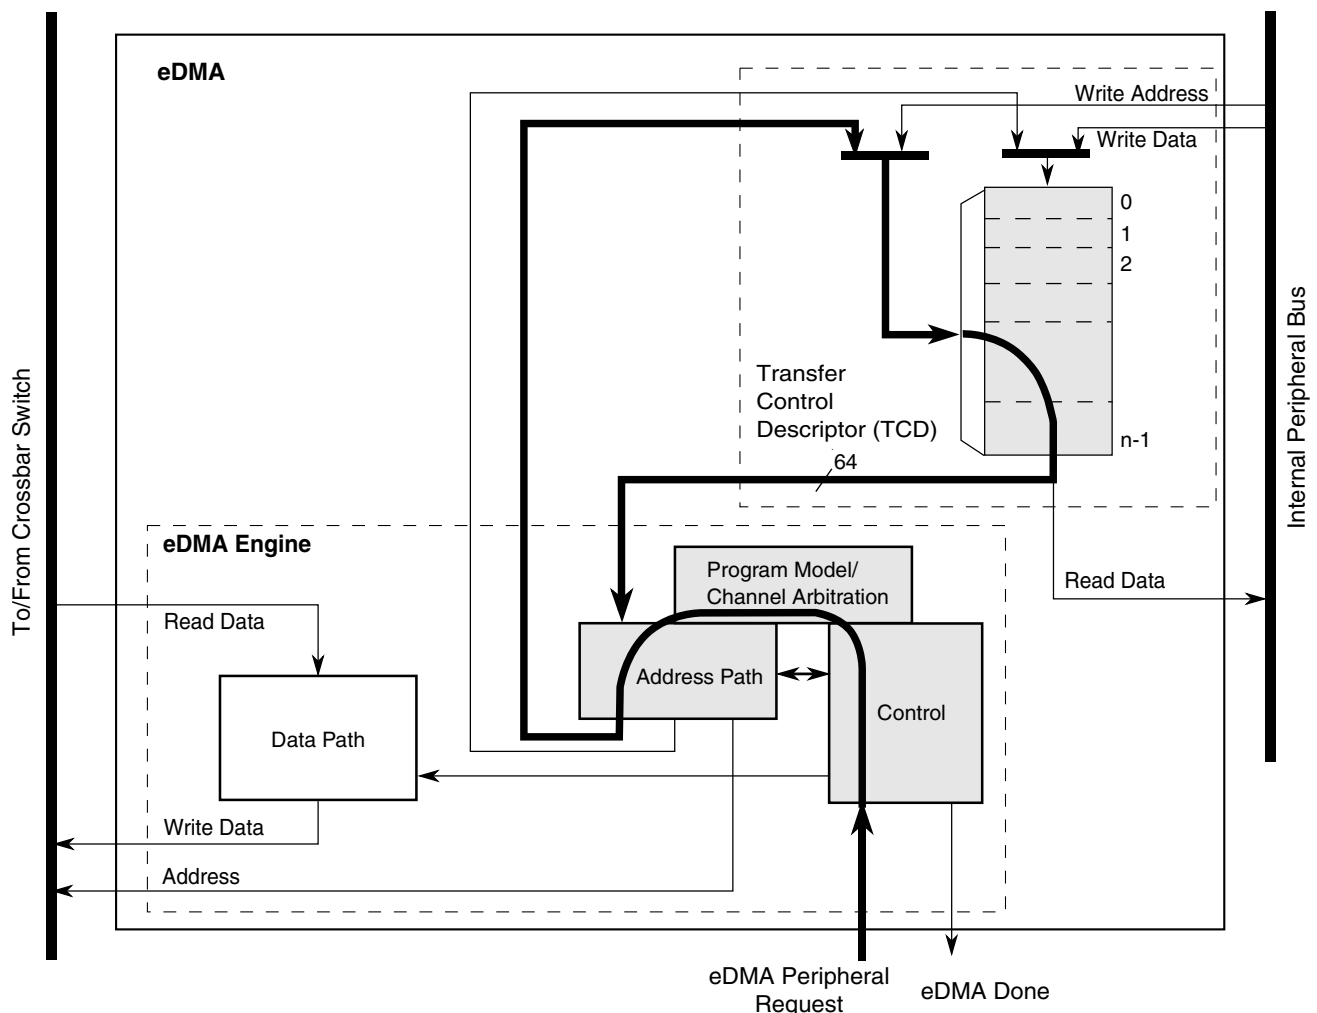 eDMA
Write Address
Write Data
0
1
2
n-1
Transfer
Control
Descriptor (TCD)
64
To/From Crossbar Switch
Internal Peripheral Bus
eDMA Engine
Program Model/
Channel Arbitration
Read Data
Read Data
Address Path
Control
Data Path
Write Data
Address
eDMA Peripheral
Request
eDMA Done